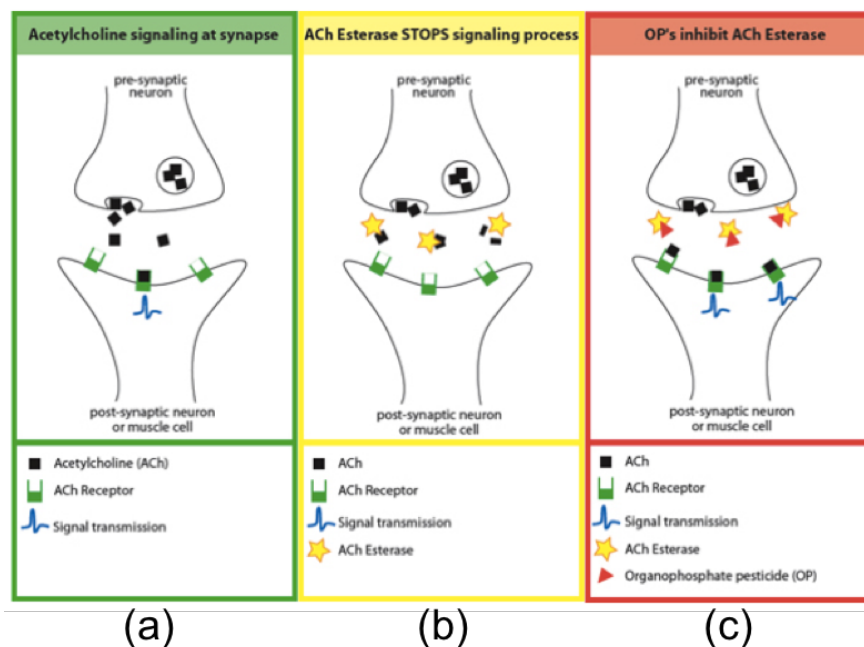 Acetylcholine signaling at synapse
pre-synaptic
neuron
post-synaptic neuron
or muscle cell
Acetylcholine (ACh)
ACh Receptor
Signal transmission
(a)
ACh Esterase STOPS signaling process
pre-synaptic
neuron
post-synaptic neuron
or muscle cell
ACh
ACh Receptor
Signal transmission
ACh Esterase
(b)
OP's inhibit ACh Esterase
pre-synaptic
neuron
post-synaptic neuron
or muscle cell
ACh
ACh Receptor
Signal transmission
ACh Esterase
Organophosphate pesticide (OP)
(c)